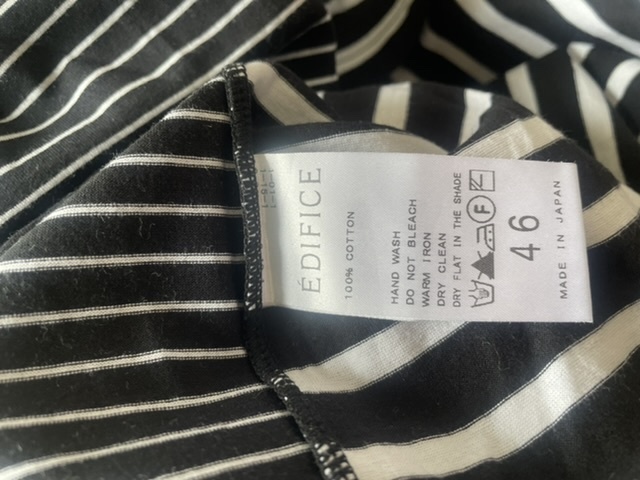 ÉDIFICE
100% COTTON
HAND WASH
DO NOT BLEACH
WARM IRON
DRY CLEAN
DRY FLAT IN THE SHADE
F
46
MADE IN JAPAN